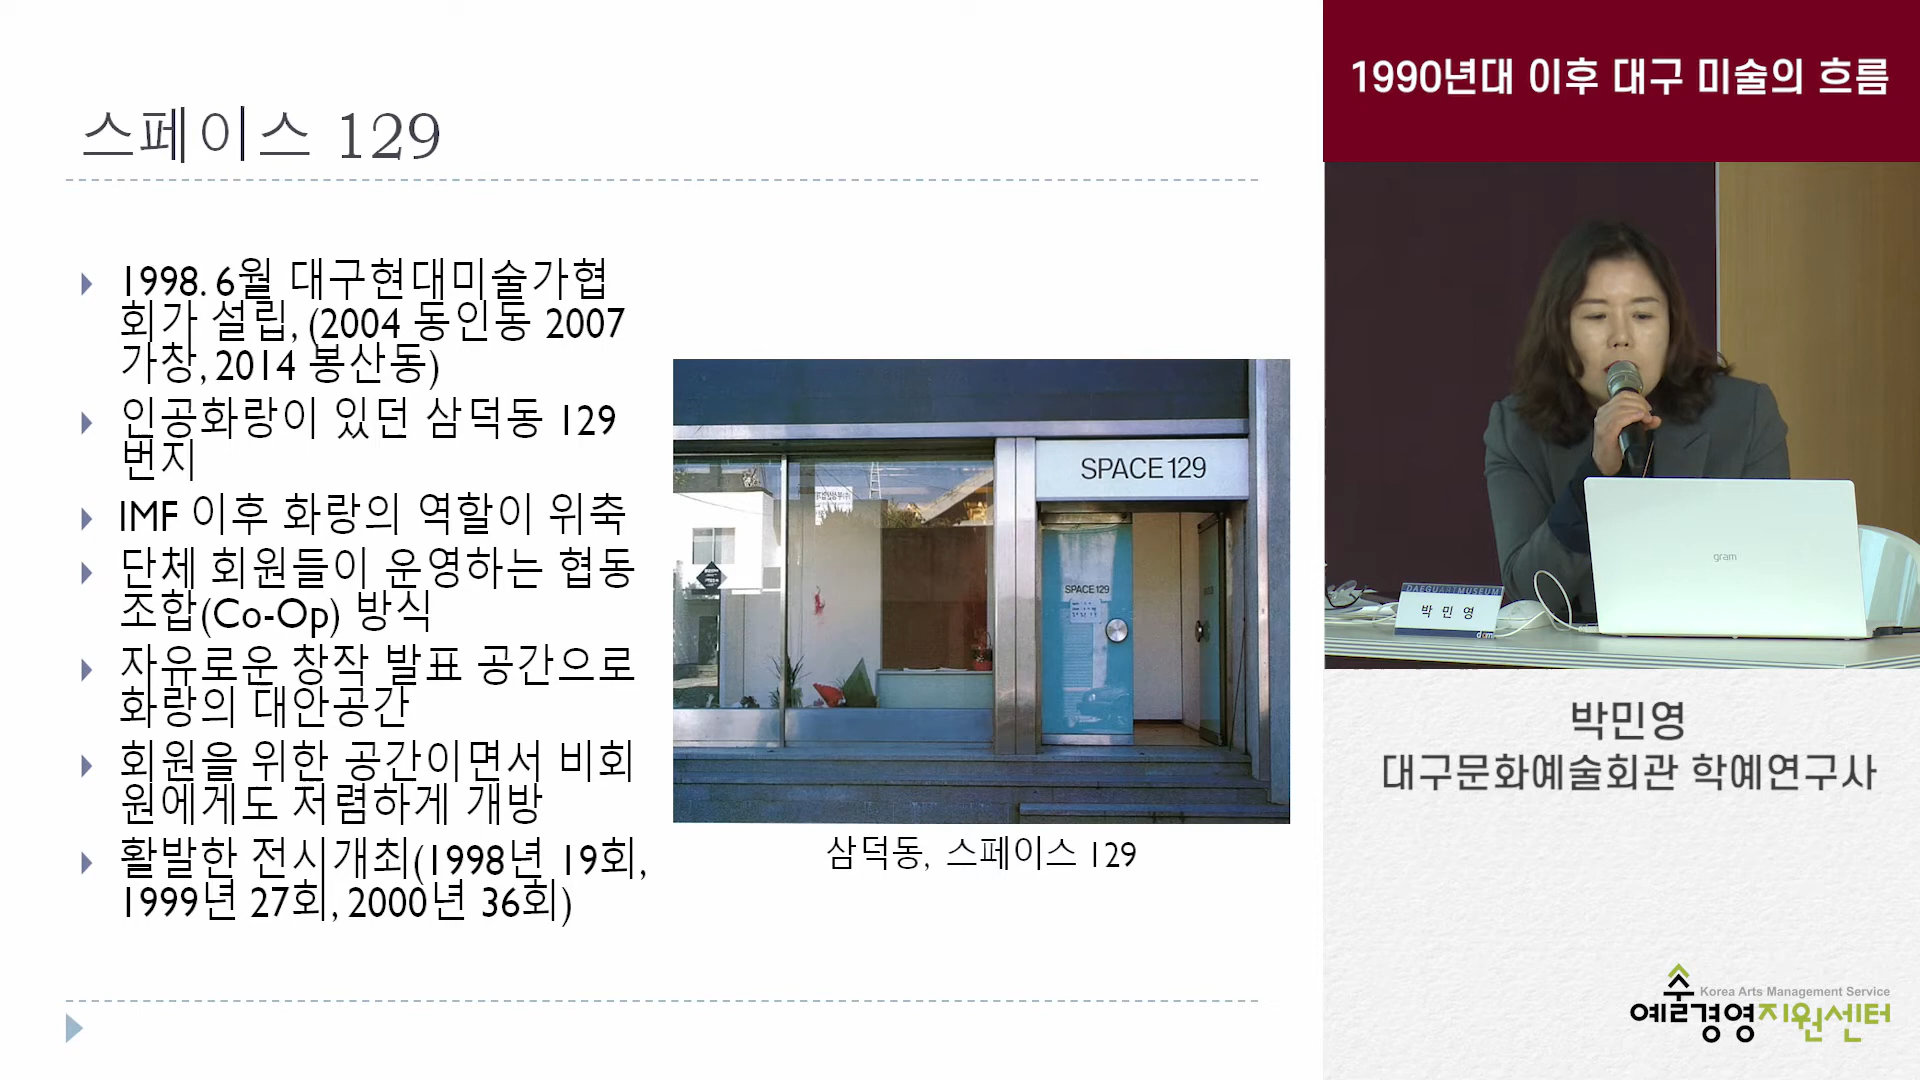 스페이스 129
1998. 6월 대구현대미술가협
회가 설립, (2004 동인동 2007
가창, 2014 봉산동)
인공화랑이 있던 삼덕동 129
번지
IMF 이후 화랑의 역할이 위축
단체 회원들이 운영하는 협동
조합(Co-Op) 방식
자유로운 창작 발표 공간으로
화랑의 대안공간
회원을 위한 공간이면서 비회
원에게도 저렴하게 개방
활발한 전시개최(1998년 19회,
1999년 27회, 2000년 36회)
SPACE 129
SPACE 129
삼덕동, 스페이스 129
1990년대 이후 대구 미술의 흐름
gram
DAEGU ART MUSEUM
박 민 영
dam
박민영
대구문화예술회관 학예연구사
Korea Arts Management Service
예술경영지원센터